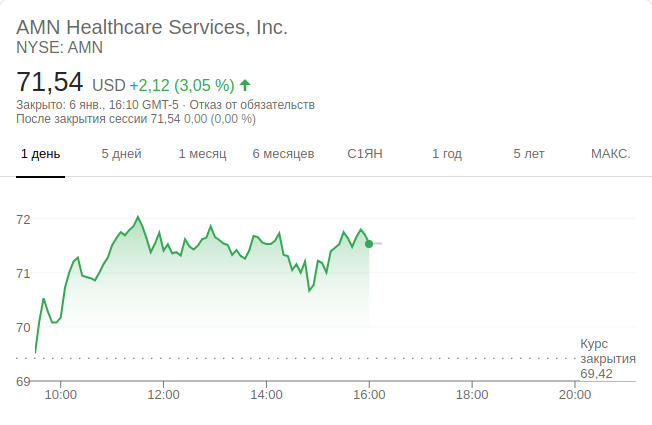 AMN Healthcare Services, Inc.
NYSE: AMN
71,54 USD +2,12 (3,05 %)
Закрыто: 6 янв., 16:10 GMT-5 · Отказ от обязательств
После закрытия сессии 71,54 0,00 (0,00 %)
1 день 5 дней 1 месяц 6 месяцев С1ЯН 1 год 5 лет МАКС.
72
71
70
Курс
закрытия
69,42
69
10:00 12:00 14:00 16:00 18:00 20:00